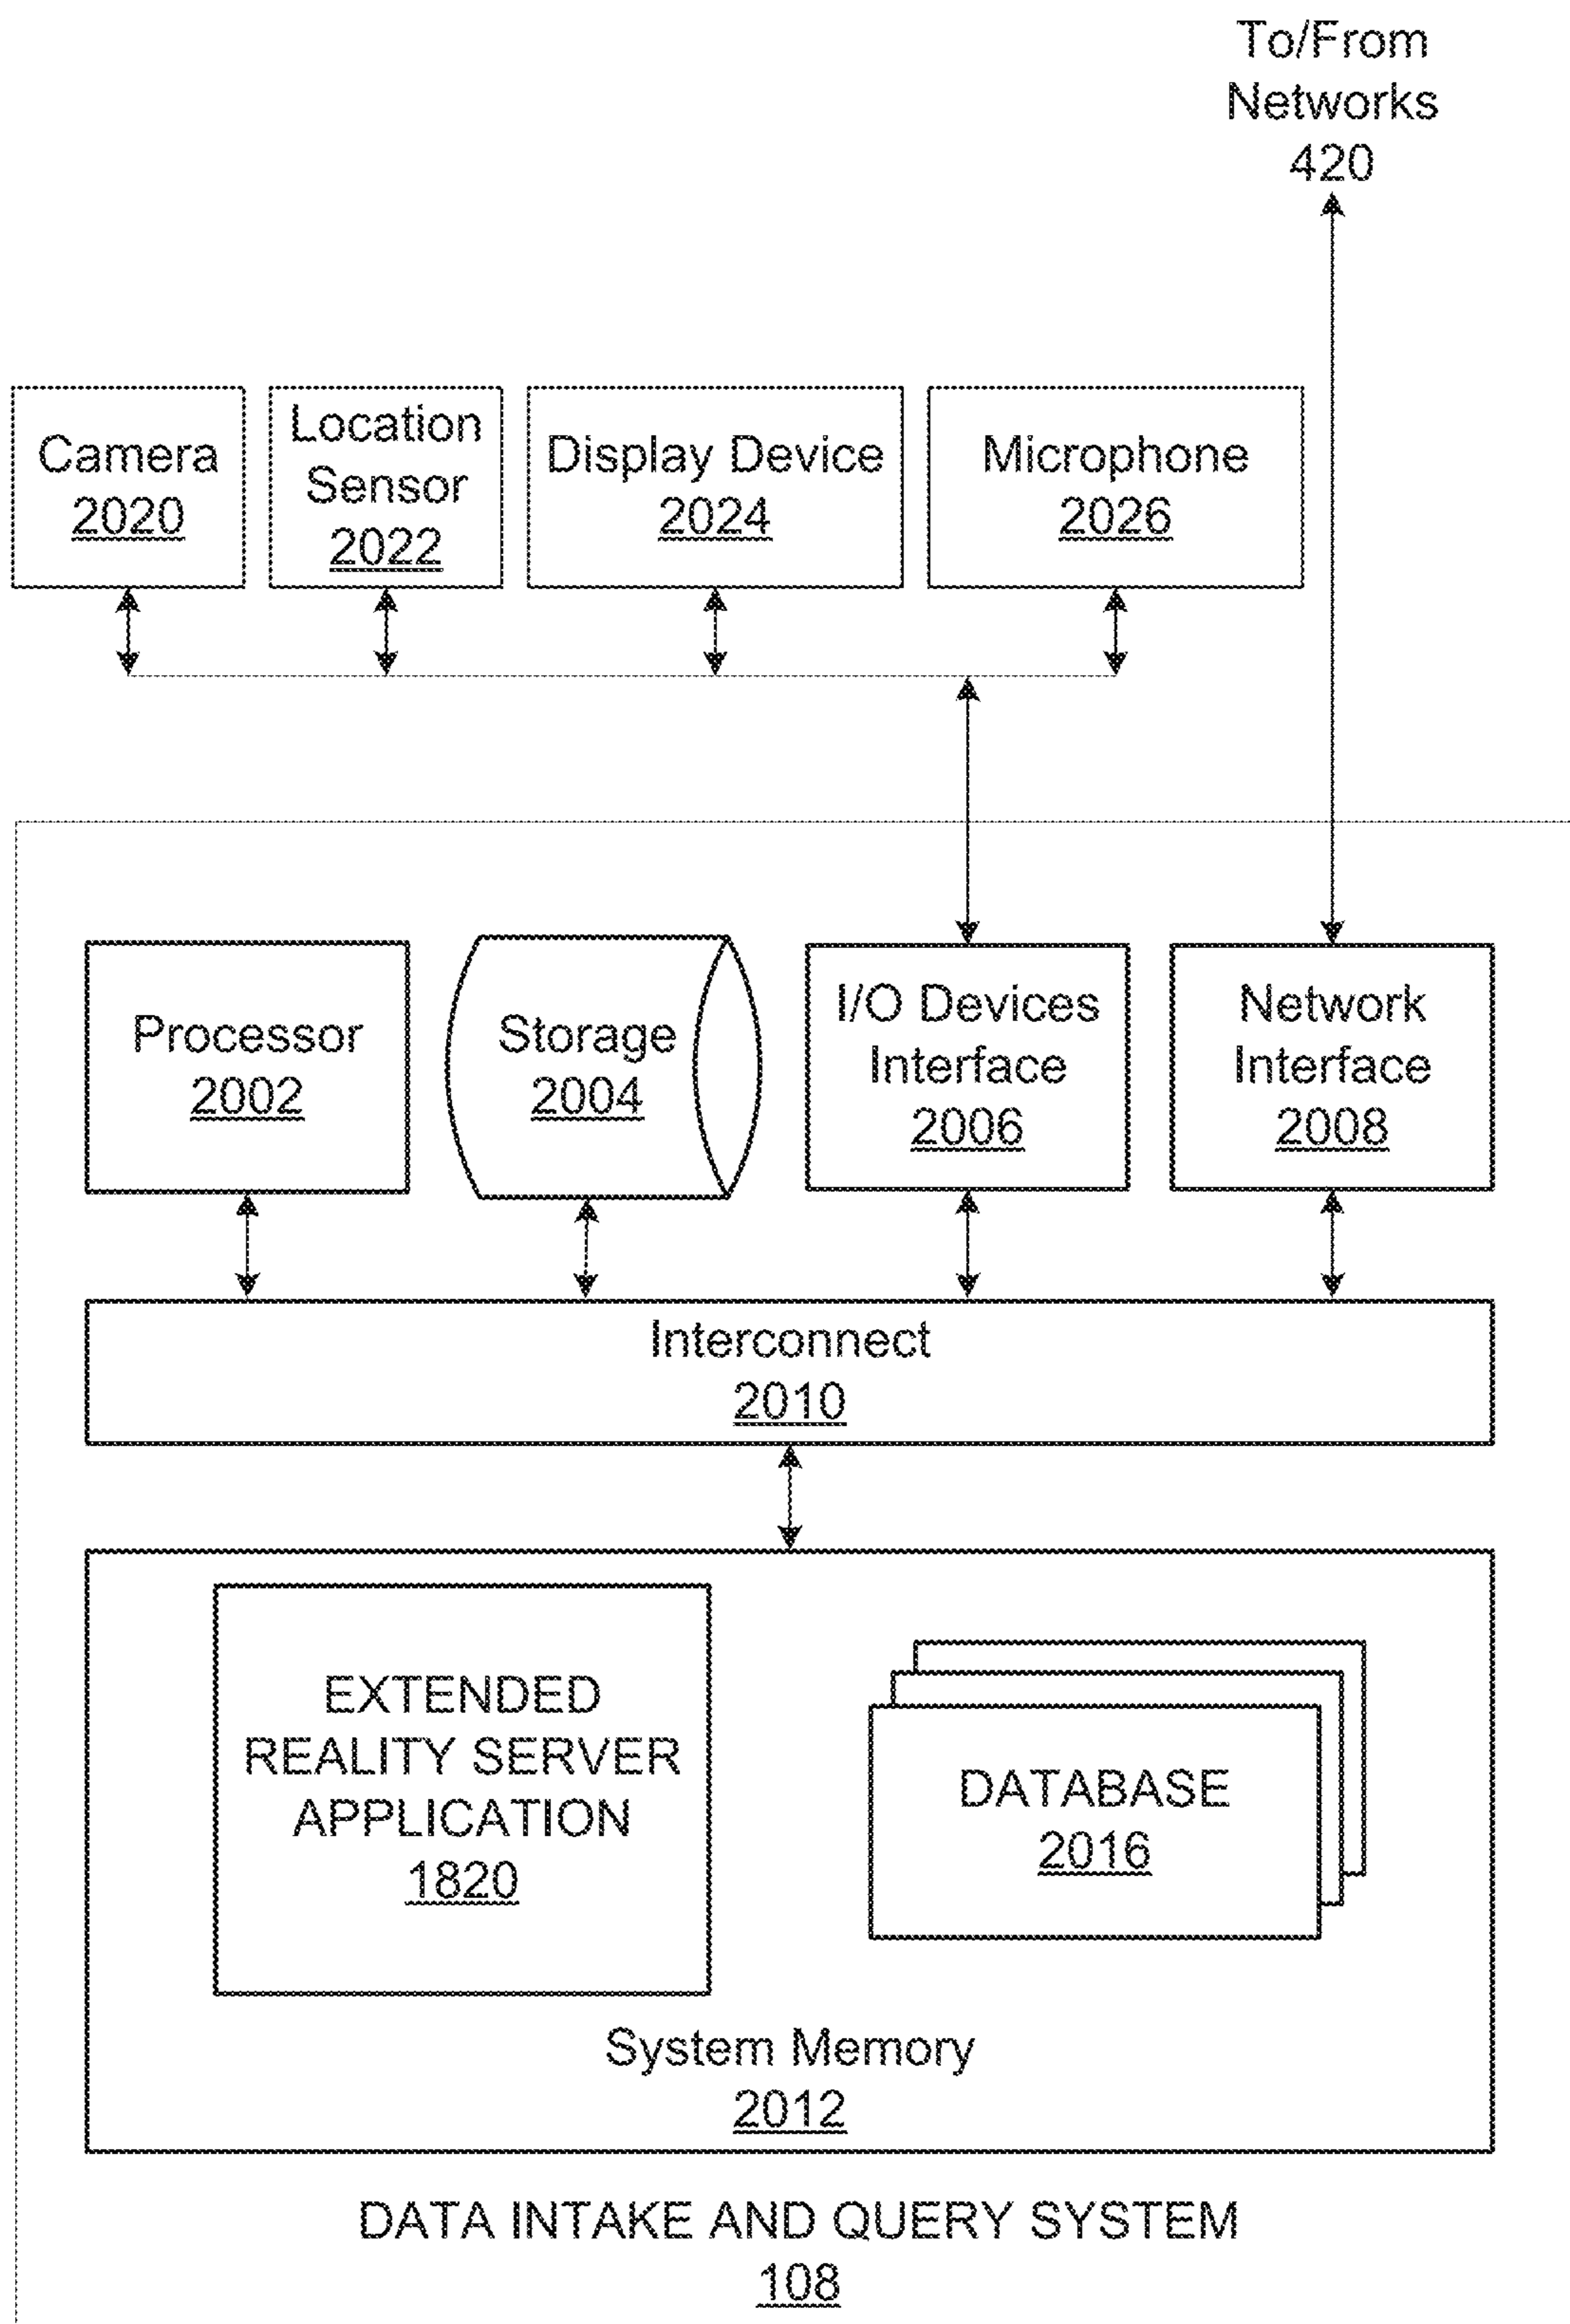 To/From
Networks
420
Camera
2020
Location
Sensor
2022
Display Device
2024
Microphone
2026
Processor
2002
Storage
2004
I/O Devices
Interface
2006
Network
Interface
2008
Interconnect
2010
EXTENDED
REALITY SERVER
APPLICATION
1820
DATABASE
2016
System Memory
2012
DATA INTAKE AND QUERY SYSTEM
108